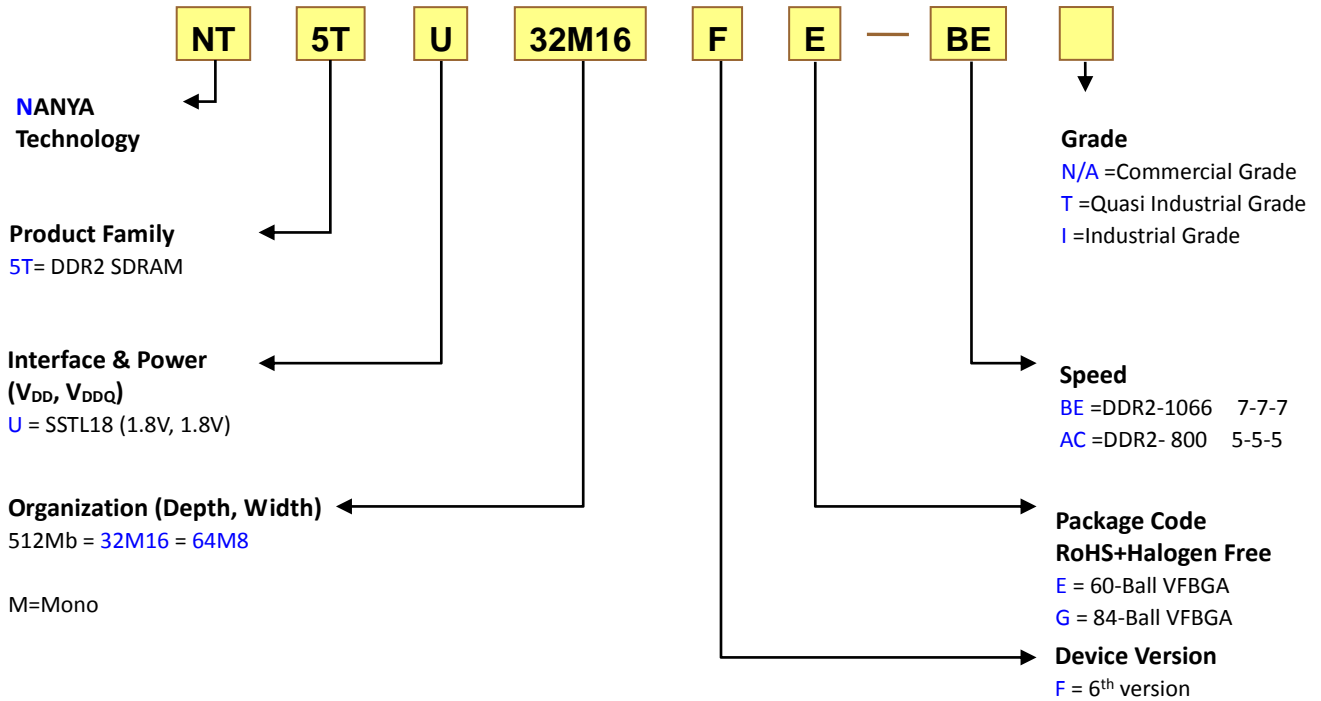 NT 5T U 32M16 F E — BE
NANYA
Technology
Product Family
5T= DDR2 SDRAM
Interface & Power
(VDD, VDDQ)
U = SSTL18 (1.8V, 1.8V)
Organization (Depth, Width)
512Mb = 32M16 = 64M8
M=Mono
Grade
N/A =Commercial Grade
T =Quasi Industrial Grade
I =Industrial Grade
Speed
BE =DDR2-1066 7-7-7
AC =DDR2- 800 5-5-5
Package Code
RoHS+Halogen Free
E = 60-Ball VFBGA
G = 84-Ball VFBGA
Device Version
F = 6th version